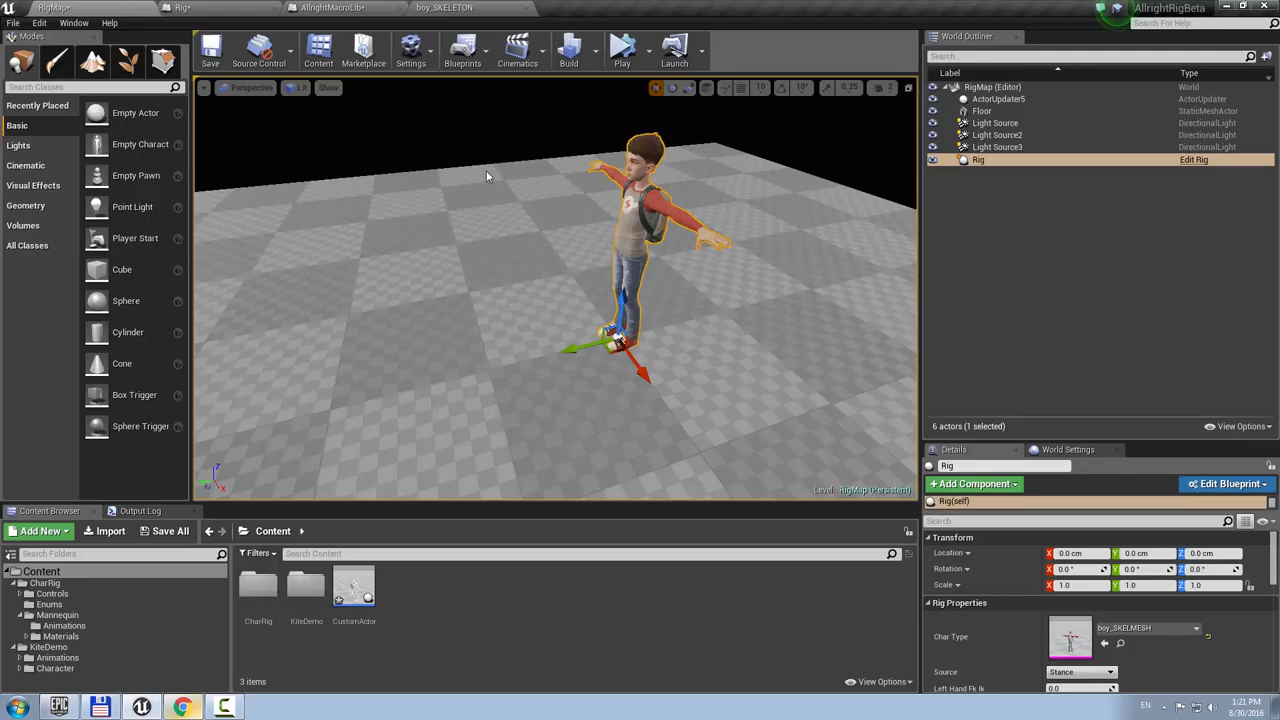 RigMap•
Rig•
AllrightMacroLib•
boy_SKELETON
AllrightRigBeta
File
Edit
Window
Help
Search For Help
Modes
Search Classes
Recently Placed
Basic
Lights
Cinematic
Visual Effects
Geometry
Volumes
All Classes
Empty Actor
Empty Charact
Empty Pawn
Point Light
Player Start
Cube
Sphere
Cylinder
Cone
Box Trigger
Sphere Trigger
Save
Source Control
Content
Marketplace
Settings
Blueprints
Cinematics
Build
Play
Launch
Perspective
Lit
Show
10
10°
0.25
2
Level: RigMap (Persistent)
World Outliner
Search...
Label
Type
RigMap (Editor)
World
ActorUpdater5
ActorUpdater
Floor
StaticMeshActor
Light Source
DirectionalLight
Light Source2
DirectionalLight
Light Source3
DirectionalLight
Rig
Edit Rig
6 actors (1 selected)
View Options
Details
World Settings
Rig
+Add Component
Edit Blueprint
Rig(self)
Search
Transform
Location
X 0.0 cm
Y 0.0 cm
Z 0.0 cm
Rotation
X 0.0 °
Y 0.0 °
Z 0.0 °
Scale
X 1.0
Y 1.0
Z 1.0
Rig Properties
Char Type
boy_SKELMESH
Source
Stance
Left Hand Fk Ik
0.0
Content Browser
Output Log
Add New
Import
Save All
Content
Search Folders
Filters
Search Content
Content
CharRig
Controls
Enums
Mannequin
Animations
Materials
KiteDemo
Animations
Character
CharRig
KiteDemo
CustomActor
3 items
View Options
EPIC
EN
1:21 PM
8/30/2016